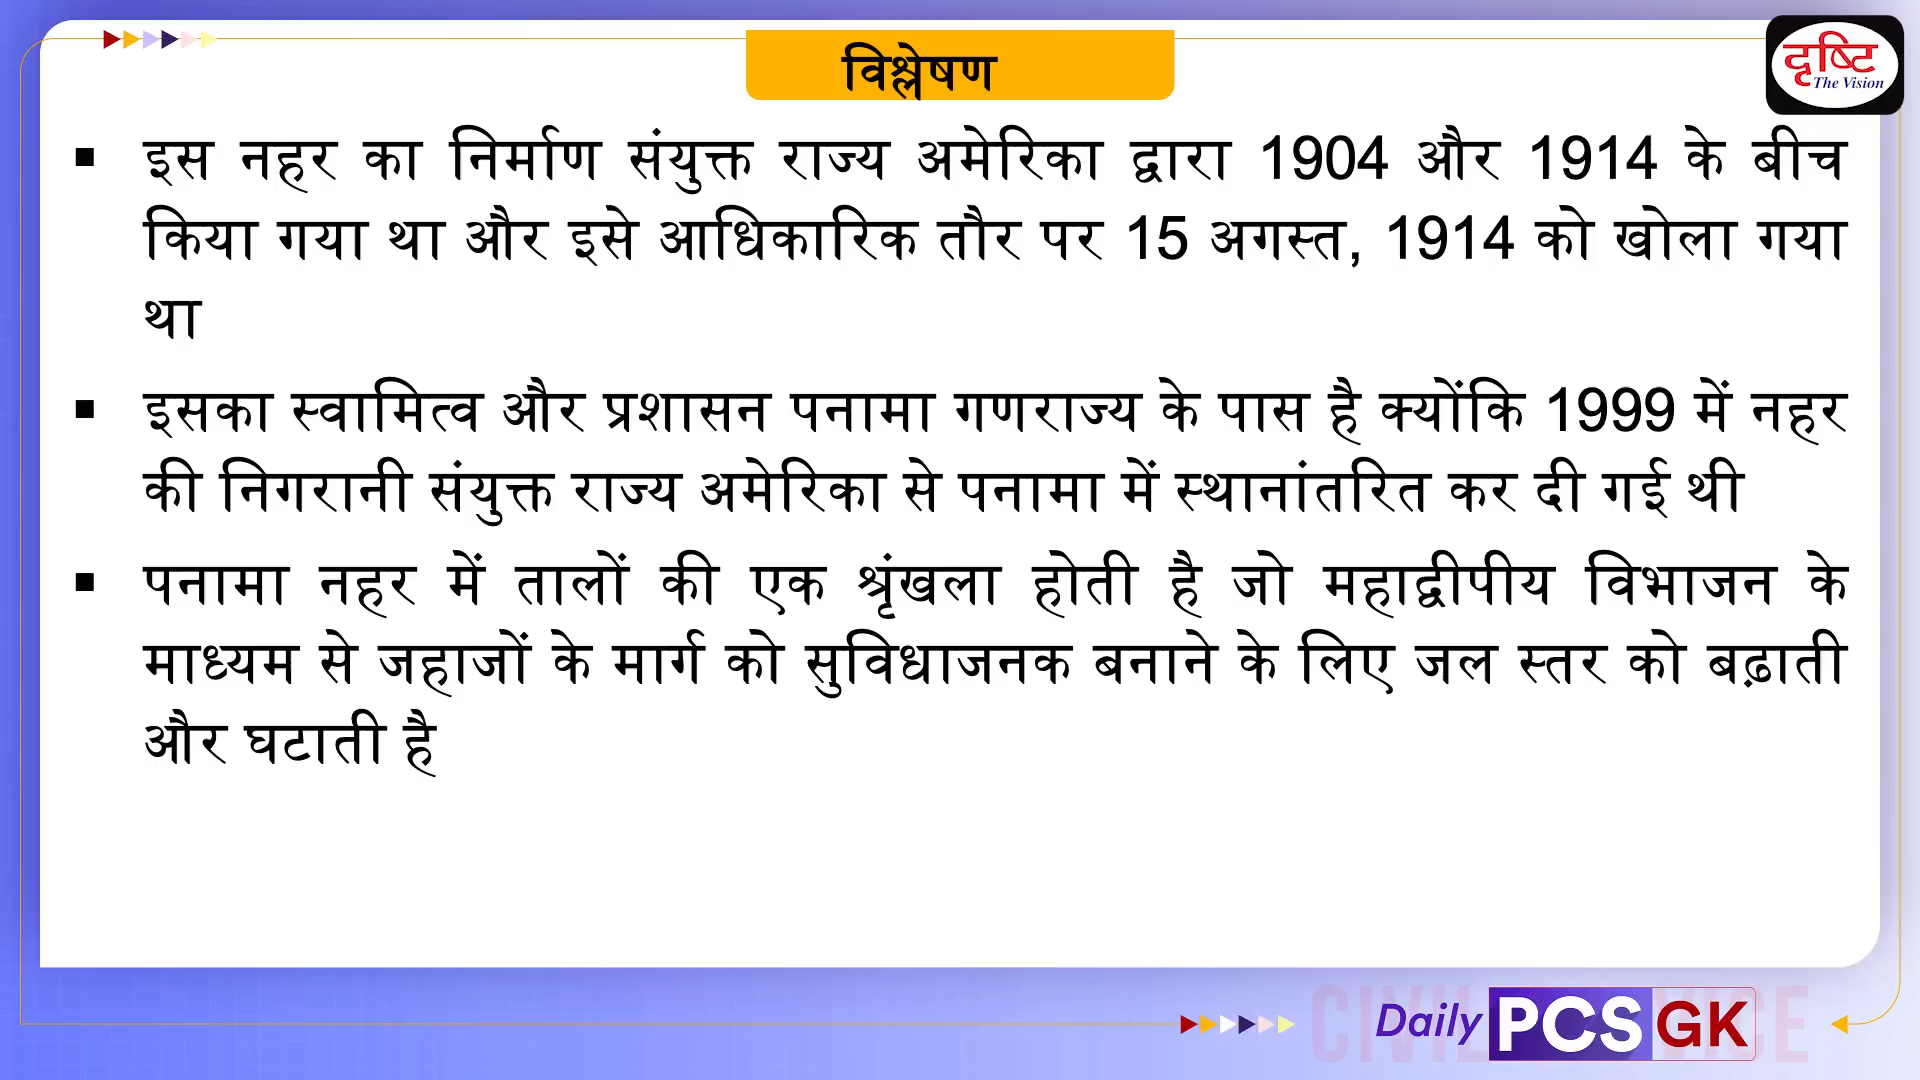 विश्लेषण
दृष्टि
The Vision
▪ इस नहर का निर्माण संयुक्त राज्य अमेरिका द्वारा 1904 और 1914 के बीच
किया गया था और इसे आधिकारिक तौर पर 15 अगस्त, 1914 को खोला गया
था
▪ इसका स्वामित्व और प्रशासन पनामा गणराज्य के पास है क्योंकि 1999 में नहर
की निगरानी संयुक्त राज्य अमेरिका से पनामा में स्थानांतरित कर दी गई थी
▪ पनामा नहर में तालों की एक श्रृंखला होती है जो महाद्वीपीय विभाजन के
माध्यम से जहाजों के मार्ग को सुविधाजनक बनाने के लिए जल स्तर को बढ़ाती
और घटाती है
Daily PCS GK